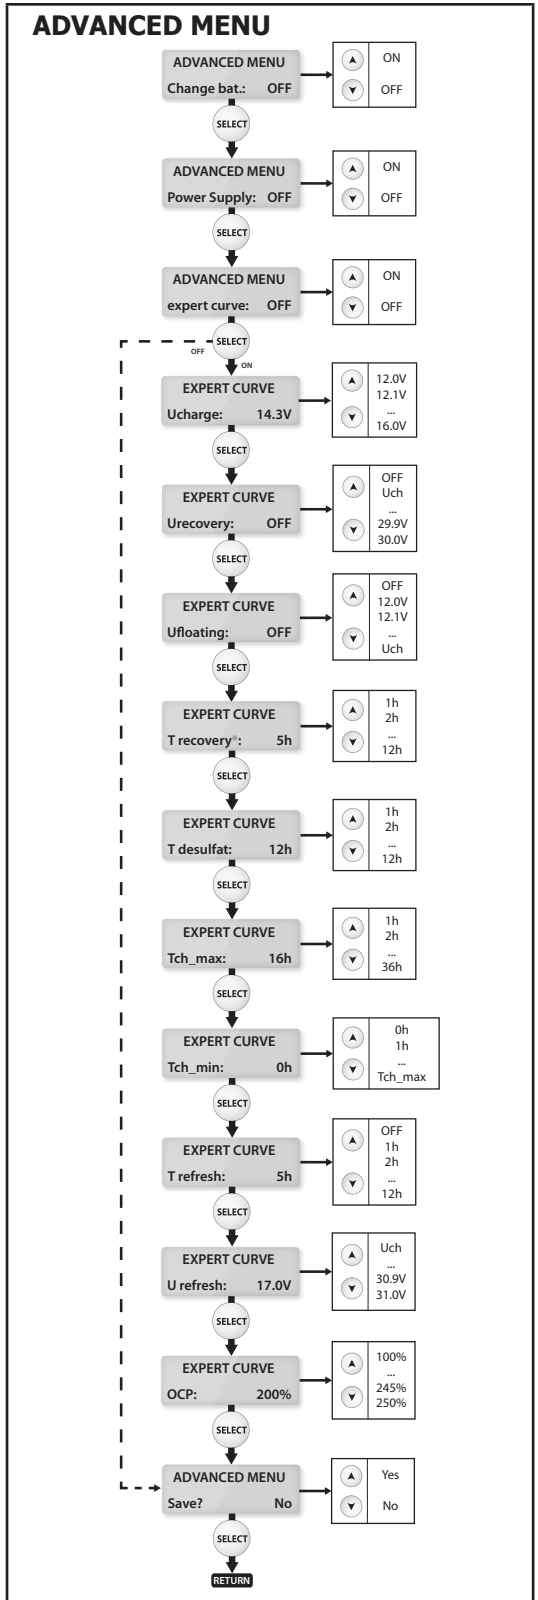 ADVANCED MENU
ADVANCED MENU
Change bat.: OFF
ON
OFF
SELECT
ADVANCED MENU
Power Supply: OFF
ON
OFF
SELECT
ADVANCED MENU
expert curve: OFF
ON
OFF
SELECT
OFF
ON
EXPERT CURVE
Ucharge: 14.3V
12.0V
12.1V
...
16.0V
SELECT
EXPERT CURVE
Urecovery: OFF
OFF
Uch
...
29.9V
30.0V
SELECT
EXPERT CURVE
Ufloating: OFF
OFF
12.0V
12.1V
...
Uch
SELECT
EXPERT CURVE
T recovery*: 5h
1h
2h
...
12h
SELECT
EXPERT CURVE
T desulfat: 12h
1h
2h
...
12h
SELECT
EXPERT CURVE
Tch_max: 16h
1h
2h
...
36h
SELECT
EXPERT CURVE
Tch_min: 0h
0h
1h
...
Tch_max
SELECT
EXPERT CURVE
T refresh: 5h
OFF
1h
2h
...
12h
SELECT
EXPERT CURVE
U refresh: 17.0V
Uch
...
30.9V
31.0V
SELECT
EXPERT CURVE
OCP: 200%
100%
...
245%
250%
SELECT
ADVANCED MENU
Save? No
Yes
No
SELECT
RETURN